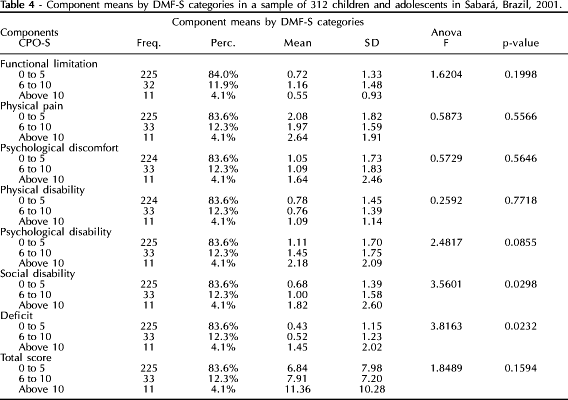 Table 4 - Component means by DMF-S categories in a sample of 312 children and adolescents in Sabará, Brazil, 2001.
Component means by DMF-S categories
Components Anova
CPO-S Freq. Perc. Mean SD F p-value
Functional limitation
0 to 5 225 84.0% 0.72 1.33 1.6204 0.1998
6 to 10 32 11.9% 1.16 1.48
Above 10 11 4.1% 0.55 0.93
Physical pain
0 to 5 225 83.6% 2.08 1.82 0.5873 0.5566
6 to 10 33 12.3% 1.97 1.59
Above 10 11 4.1% 2.64 1.91
Psychological discomfort
0 to 5 224 83.6% 1.05 1.73 0.5729 0.5646
6 to 10 33 12.3% 1.09 1.83
Above 10 11 4.1% 1.64 2.46
Physical disability
0 to 5 224 83.6% 0.78 1.45 0.2592 0.7718
6 to 10 33 12.3% 0.76 1.39
Above 10 11 4.1% 1.09 1.14
Psychological disability
0 to 5 225 83.6% 1.11 1.70 2.4817 0.0855
6 to 10 33 12.3% 1.45 1.75
Above 10 11 4.1% 2.18 2.09
Social disability
0 to 5 225 83.6% 0.68 1.39 3.5601 0.0298
6 to 10 33 12.3% 1.00 1.58
Above 10 11 4.1% 1.82 2.60
Deficit
0 to 5 225 83.6% 0.43 1.15 3.8163 0.0232
6 to 10 33 12.3% 0.52 1.23
Above 10 11 4.1% 1.45 2.02
Total score
0 to 5 225 83.6% 6.84 7.98 1.8489 0.1594
6 to 10 33 12.3% 7.91 7.20
Above 10 11 4.1% 11.36 10.28